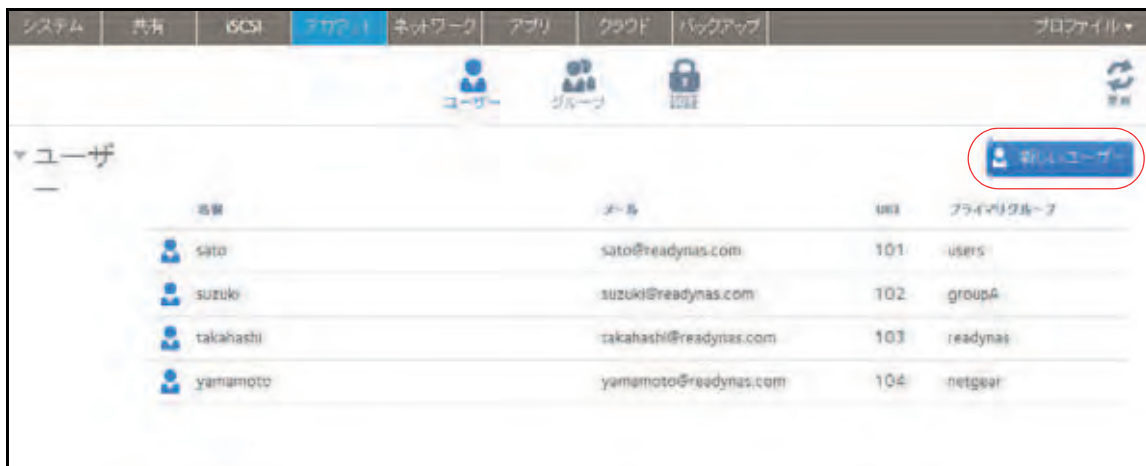 システム 共有 iSCSI アカウント ネットワーク アプリ クラウド バックアップ プロファイル
ユーザー グループ 認証 更新
ユーザ
ー
新しいユーザー
名前 メール UID プライマリグループ
sato sato@readynas.com 101 users
suzuki suzuki@readynas.com 102 groupA
takahashi takahashi@readynas.com 103 readynas
yamamoto yamamoto@readynas.com 104 netgear